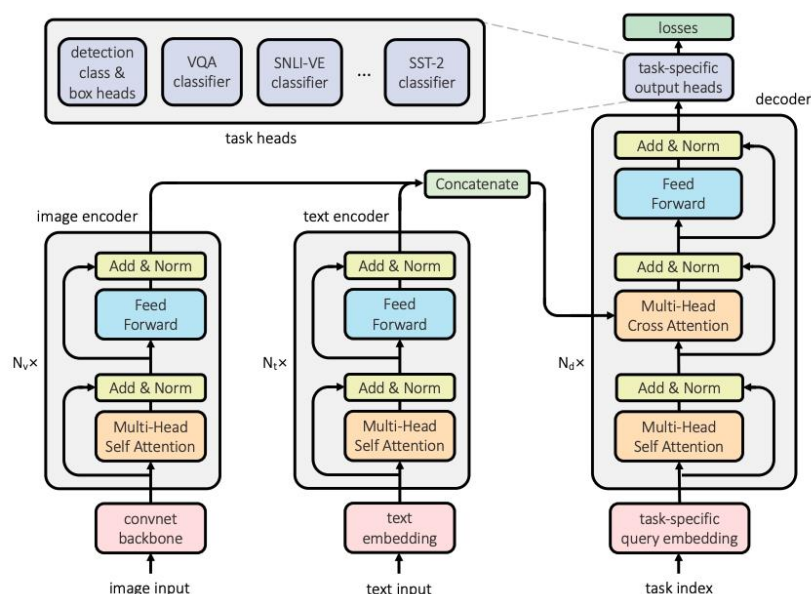 detection
class &
box heads
VQA
classifier
SNLI-VE
classifier
...
SST-2
classifier
task heads
losses
task-specific
output heads
decoder
Concatenate
image encoder
Add & Norm
Feed
Forward
Add & Norm
Multi-Head
Self Attention
Nᵥ×
convnet
backbone
image input
text encoder
Add & Norm
Feed
Forward
Add & Norm
Multi-Head
Self Attention
Nₜ×
text
embedding
text input
Add & Norm
Feed
Forward
Add & Norm
Multi-Head
Cross Attention
Add & Norm
Multi-Head
Self Attention
N_d×
task-specific
query embedding
task index